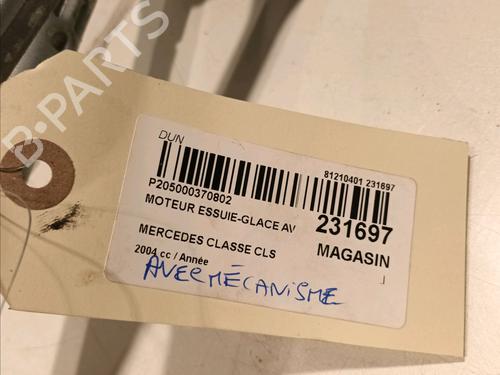 B-PARTS
DUN
81210401 231697
P205000370802
MOTEUR ESSUIE-GLACE AV
231697
MERCEDES CLASSE CLS
MAGASIN
2004 cc / Année
AVEC MÉCANISME